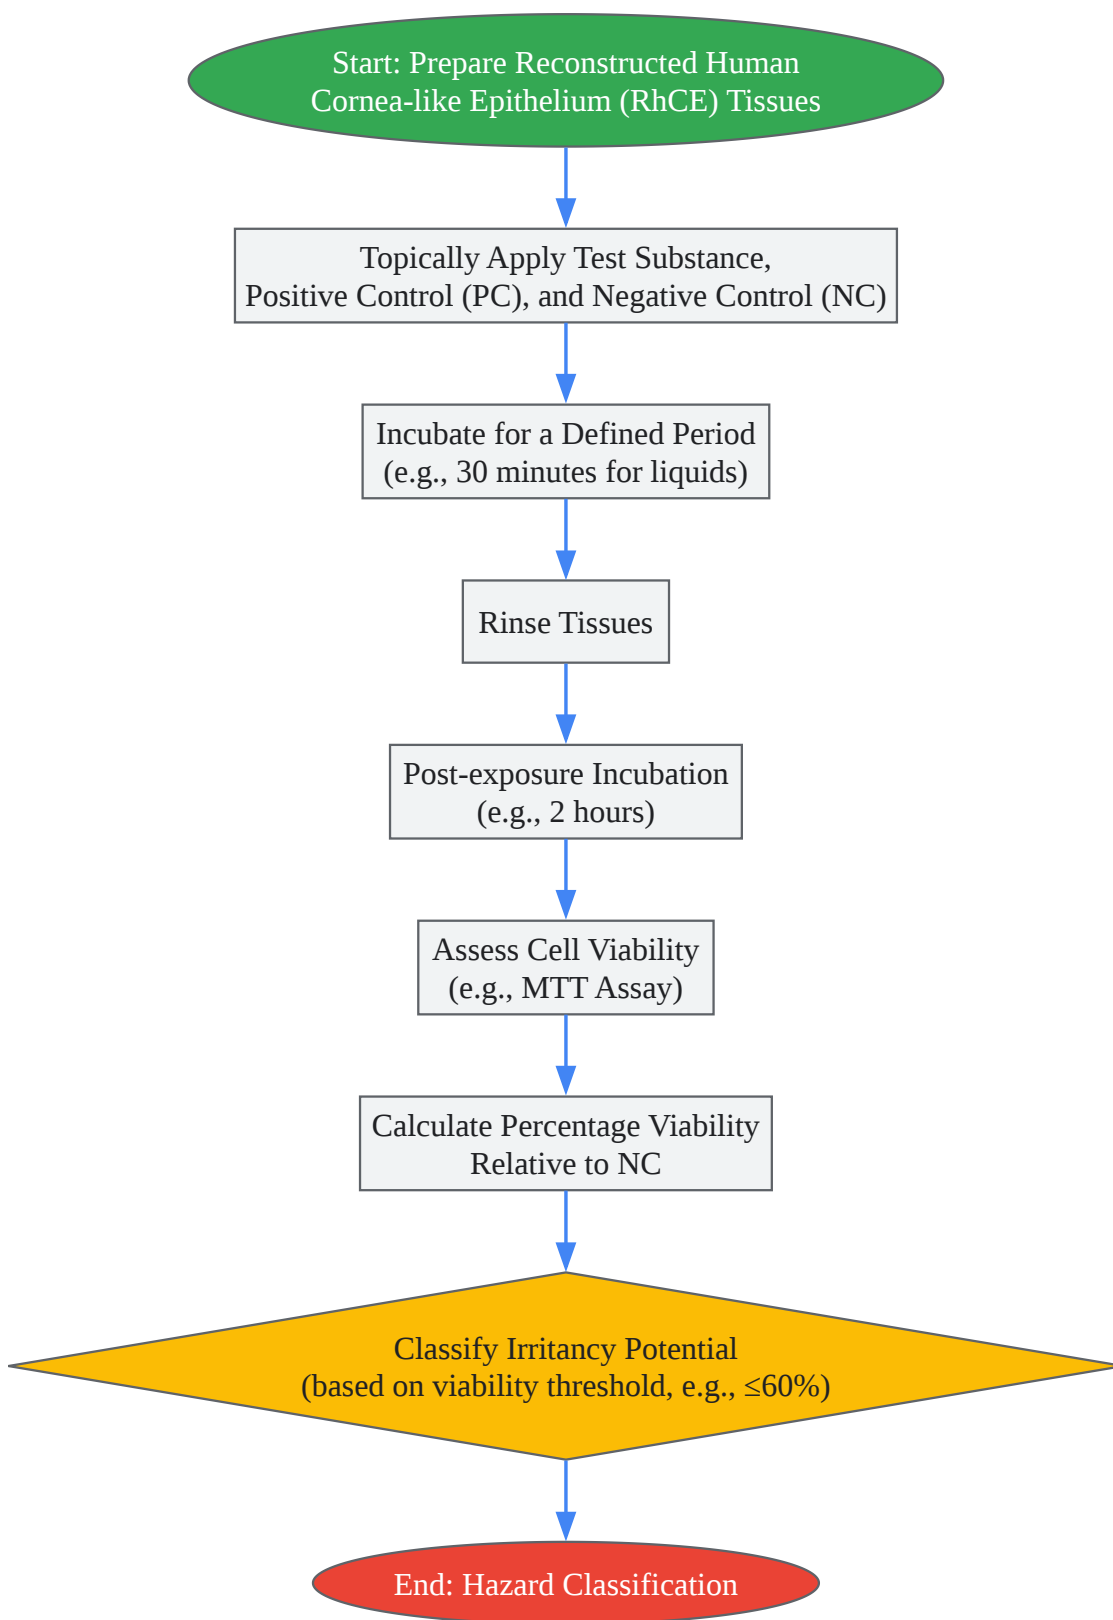 Start: Prepare Reconstructed Human
Cornea-like Epithelium (RhCE) Tissues
Topically Apply Test Substance,
Positive Control (PC), and Negative Control (NC)
Incubate for a Defined Period
(e.g., 30 minutes for liquids)
Rinse Tissues
Post-exposure Incubation
(e.g., 2 hours)
Assess Cell Viability
(e.g., MTT Assay)
Calculate Percentage Viability
Relative to NC
Classify Irritancy Potential
(based on viability threshold, e.g., ≤60%)
End: Hazard Classification